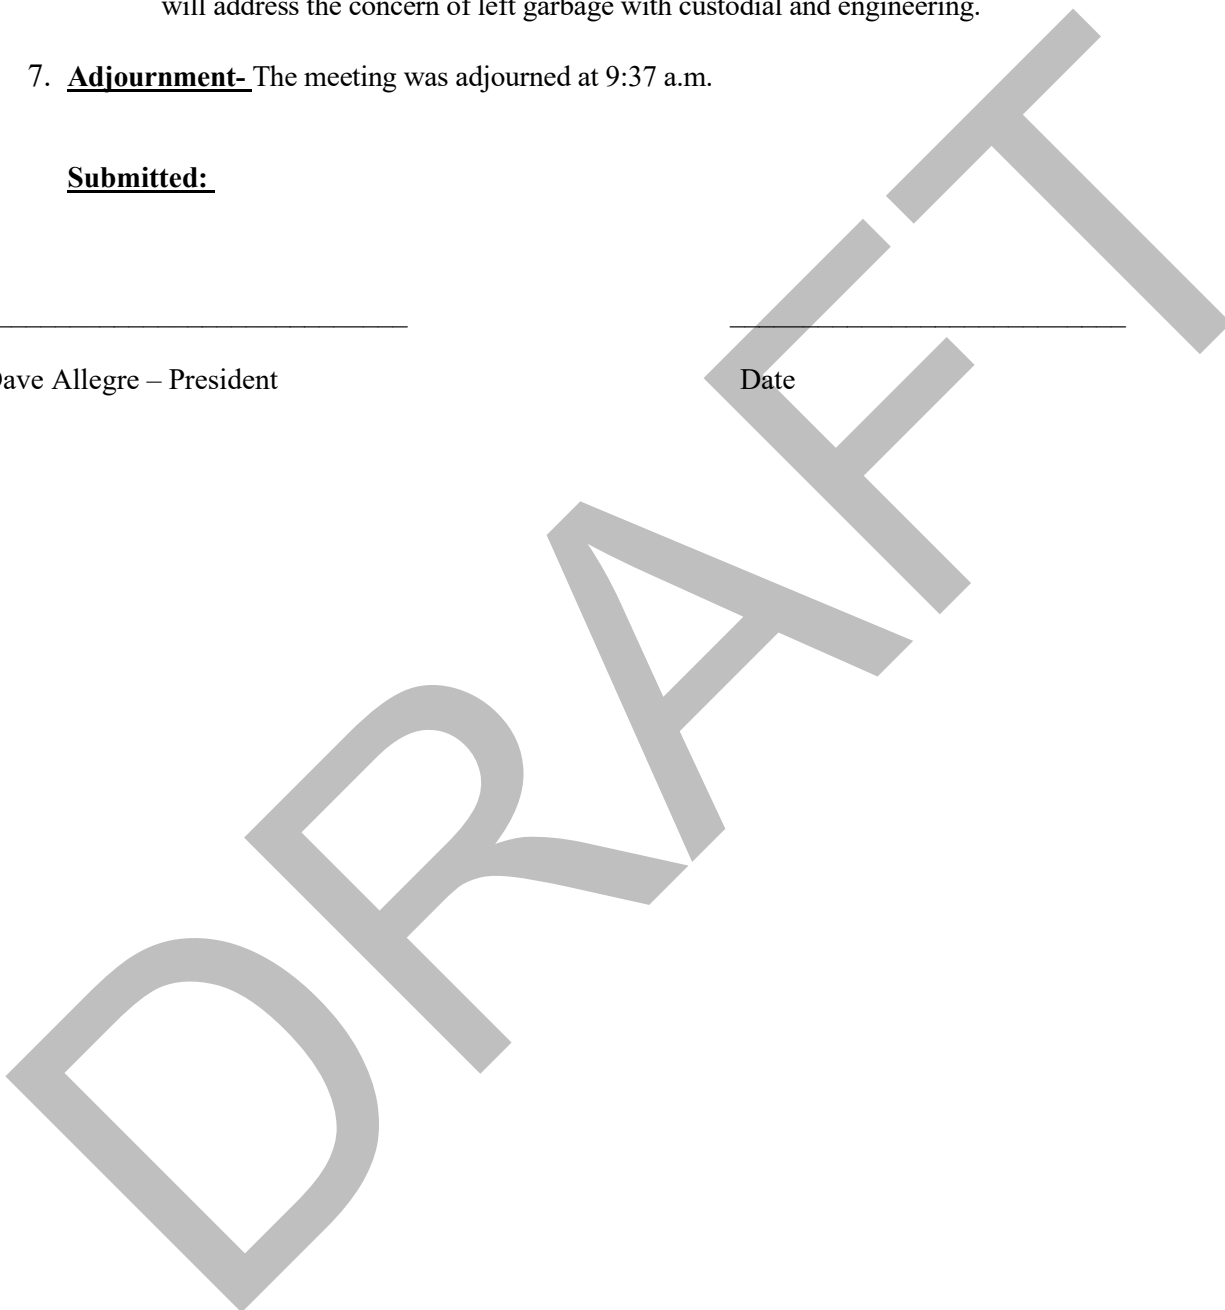 will address the concern of left garbage with custodial and engineering.
7. Adjournment- The meeting was adjourned at 9:37 a.m.
Submitted:
Dave Allegre – President Date
DRAFT